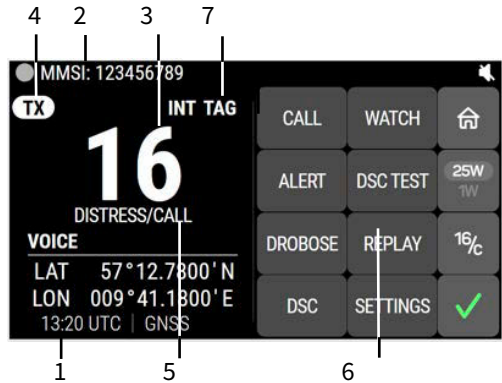 4 2 3 7
MMSI: 123456789
TX INT TAG
16
DISTRESS/CALL
VOICE
LAT 57°12.7800'N
LON 009°41.1800'E
13:20 UTC | GNSS
CALL WATCH
ALERT DSC TEST 25W
1W
DROBOSE REPLAY 16/C
DSC SETTINGS
1 5 6